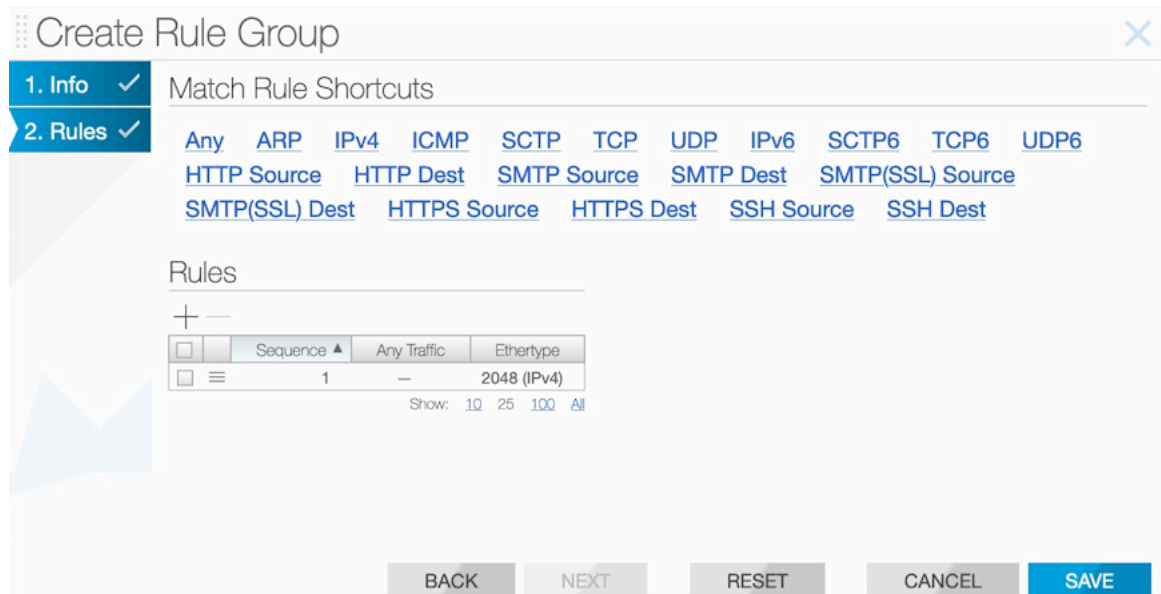 Create Rule Group
1. Info
Match Rule Shortcuts
2. Rules
Any ARP IPv4 ICMP SCTP TCP UDP IPv6 SCTP6 TCP6 UDP6
HTTP Source HTTP Dest SMTP Source SMTP Dest SMTP(SSL) Source
SMTP(SSL) Dest HTTPS Source HTTPS Dest SSH Source SSH Dest
Rules
Sequence ▲ Any Traffic Ethertype
1 — 2048 (IPv4)
Show: 10 25 100 All
BACK NEXT RESET CANCEL SAVE